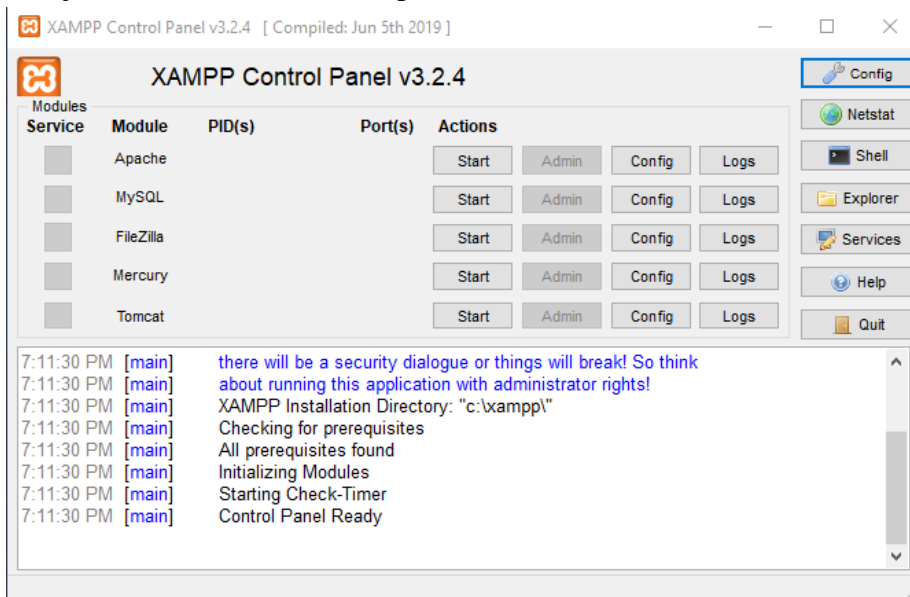 XAMPP Control Panel v3.2.4 [ Compiled: Jun 5th 2019 ]
XAMPP Control Panel v3.2.4
Config
Modules
Service Module PID(s) Port(s) Actions
Netstat
Apache Start Admin Config Logs
Shell
MySQL Start Admin Config Logs
Explorer
FileZilla Start Admin Config Logs
Services
Mercury Start Admin Config Logs
Help
Tomcat Start Admin Config Logs
Quit
7:11:30 PM [main] there will be a security dialogue or things will break! So think
7:11:30 PM [main] about running this application with administrator rights!
7:11:30 PM [main] XAMPP Installation Directory: "c:\xampp\"
7:11:30 PM [main] Checking for prerequisites
7:11:30 PM [main] All prerequisites found
7:11:30 PM [main] Initializing Modules
7:11:30 PM [main] Starting Check-Timer
7:11:30 PM [main] Control Panel Ready